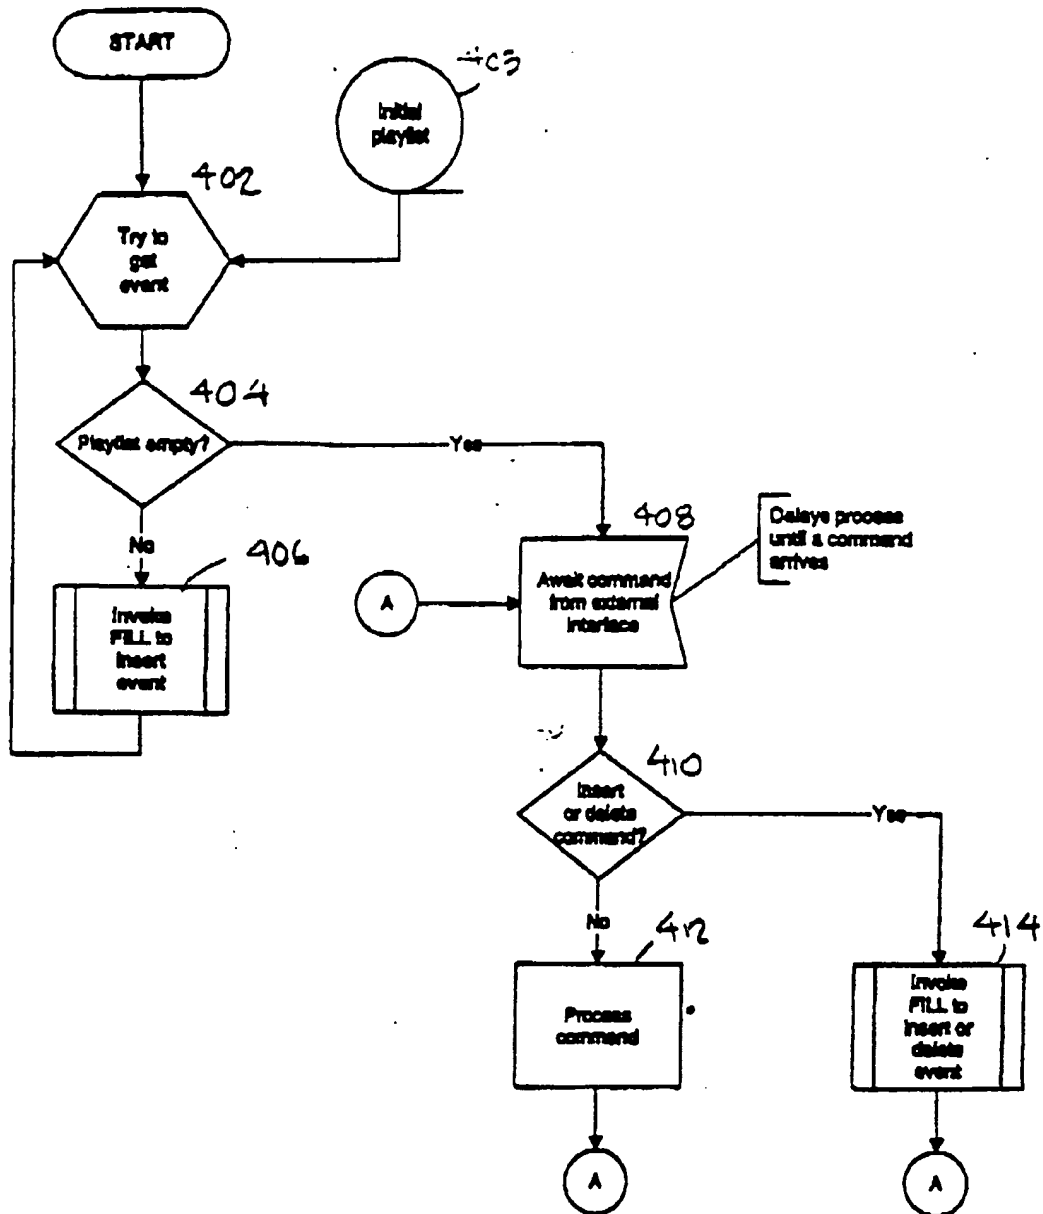 START
403
Initial
playlist
402
Try to
get
event
404
Playlist empty?
Yes
No
406
Invoke
FILL to
insert
event
408
Await command
from external
interface
Delays process
until a command
arrives
A
410
Insert
or delete
command?
Yes
No
412
Process
command
414
Invoke
FILL to
insert or
delete
event
A
A